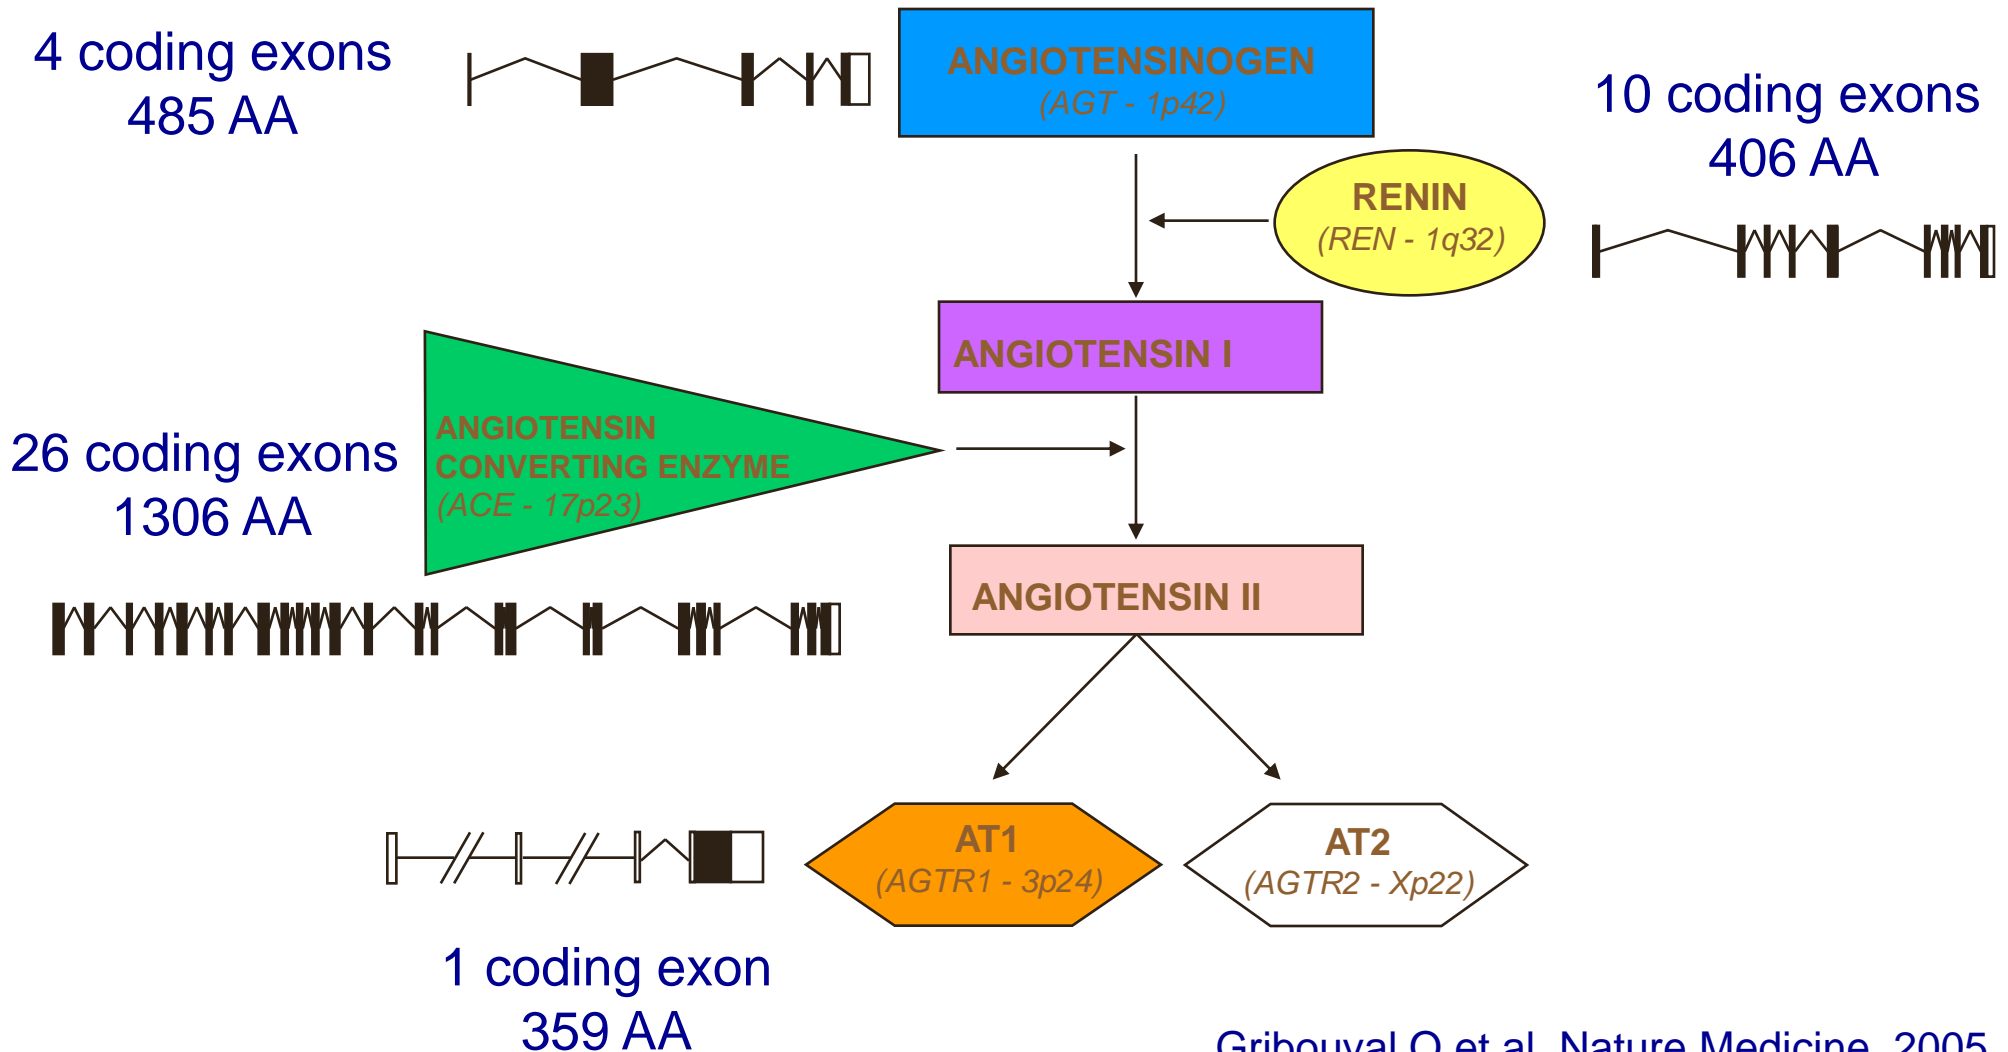 4 coding exons
485 AA
ANGIOTENSINOGEN
(AGT - 1p42)
10 coding exons
406 AA
RENIN
(REN - 1q32)
ANGIOTENSIN I
ANGIOTENSIN
CONVERTING ENZYME
(ACE - 17p23)
26 coding exons
1306 AA
ANGIOTENSIN II
AT1
(AGTR1 - 3p24)
AT2
(AGTR2 - Xp22)
1 coding exon
359 AA
Gribouval O et al, Nature Medicine, 2005